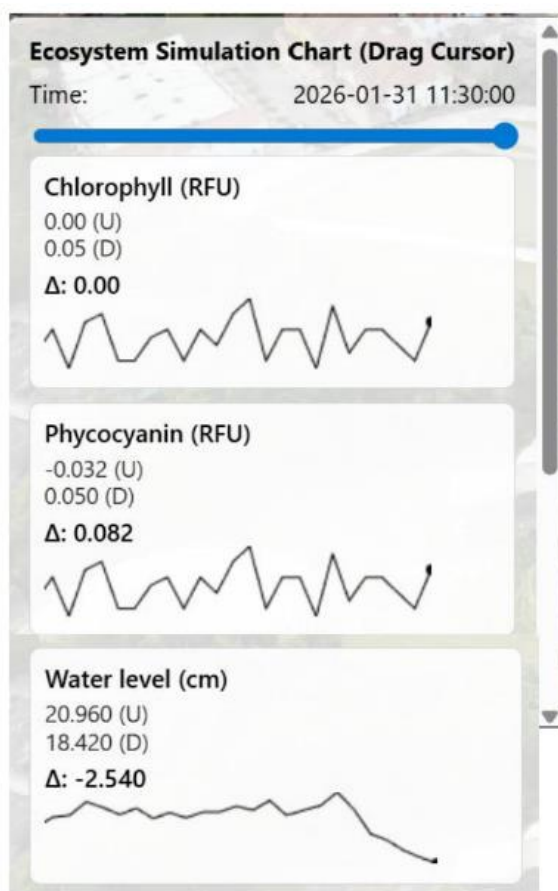 Ecosystem Simulation Chart (Drag Cursor)
Time: 2026-01-31 11:30:00
Chlorophyll (RFU)
0.00 (U)
0.05 (D)
Δ: 0.00
Phycocyanin (RFU)
-0.032 (U)
0.050 (D)
Δ: 0.082
Water level (cm)
20.960 (U)
18.420 (D)
Δ: -2.540